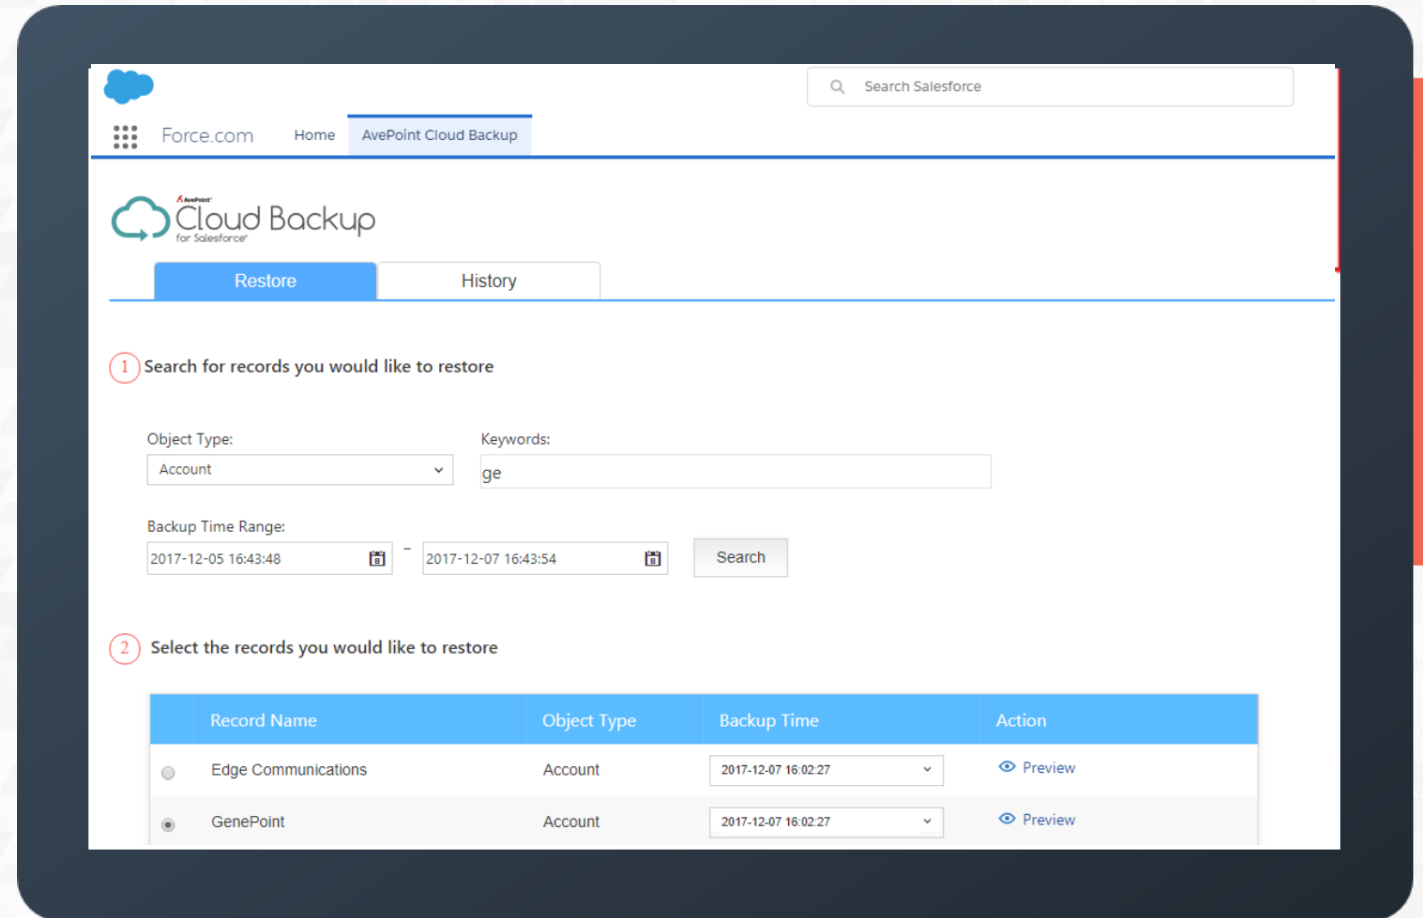 Search Salesforce
Force.com Home AvePoint Cloud Backup
AvePoint®
Cloud Backup
for Salesforce®
Restore History
1 Search for records you would like to restore
Object Type: Keywords:
Account ge
Backup Time Range:
2017-12-05 16:43:48 – 2017-12-07 16:43:54 Search
2 Select the records you would like to restore
Record Name Object Type Backup Time Action
Edge Communications Account 2017-12-07 16:02:27 Preview
GenePoint Account 2017-12-07 16:02:27 Preview